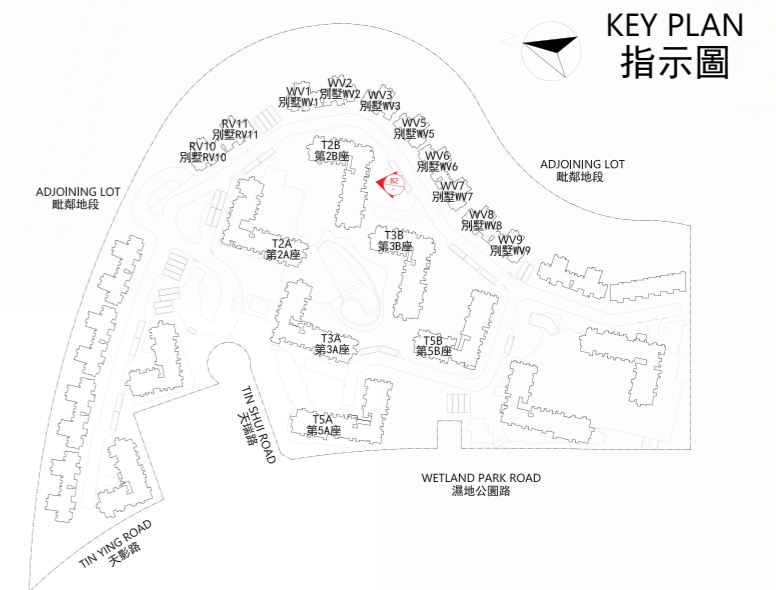 KEY PLAN
指示圖
WV2
別墅WV2
WV1
別墅WV1
WV3
別墅WV3
RV11
別墅RV11
WV5
別墅WV5
RV10
別墅RV10
T2B
第2B座
WV6
別墅WV6
ADJOINING LOT
毗鄰地段
B2
ADJOINING LOT
毗鄰地段
WV7
別墅WV7
WV8
別墅WV8
T3B
第3B座
WV9
別墅WV9
T2A
第2A座
T3A
第3A座
T5B
第5B座
TIN SHUI ROAD
天瑞路
T5A
第5A座
WETLAND PARK ROAD
濕地公園路
TIN YING ROAD
天影路